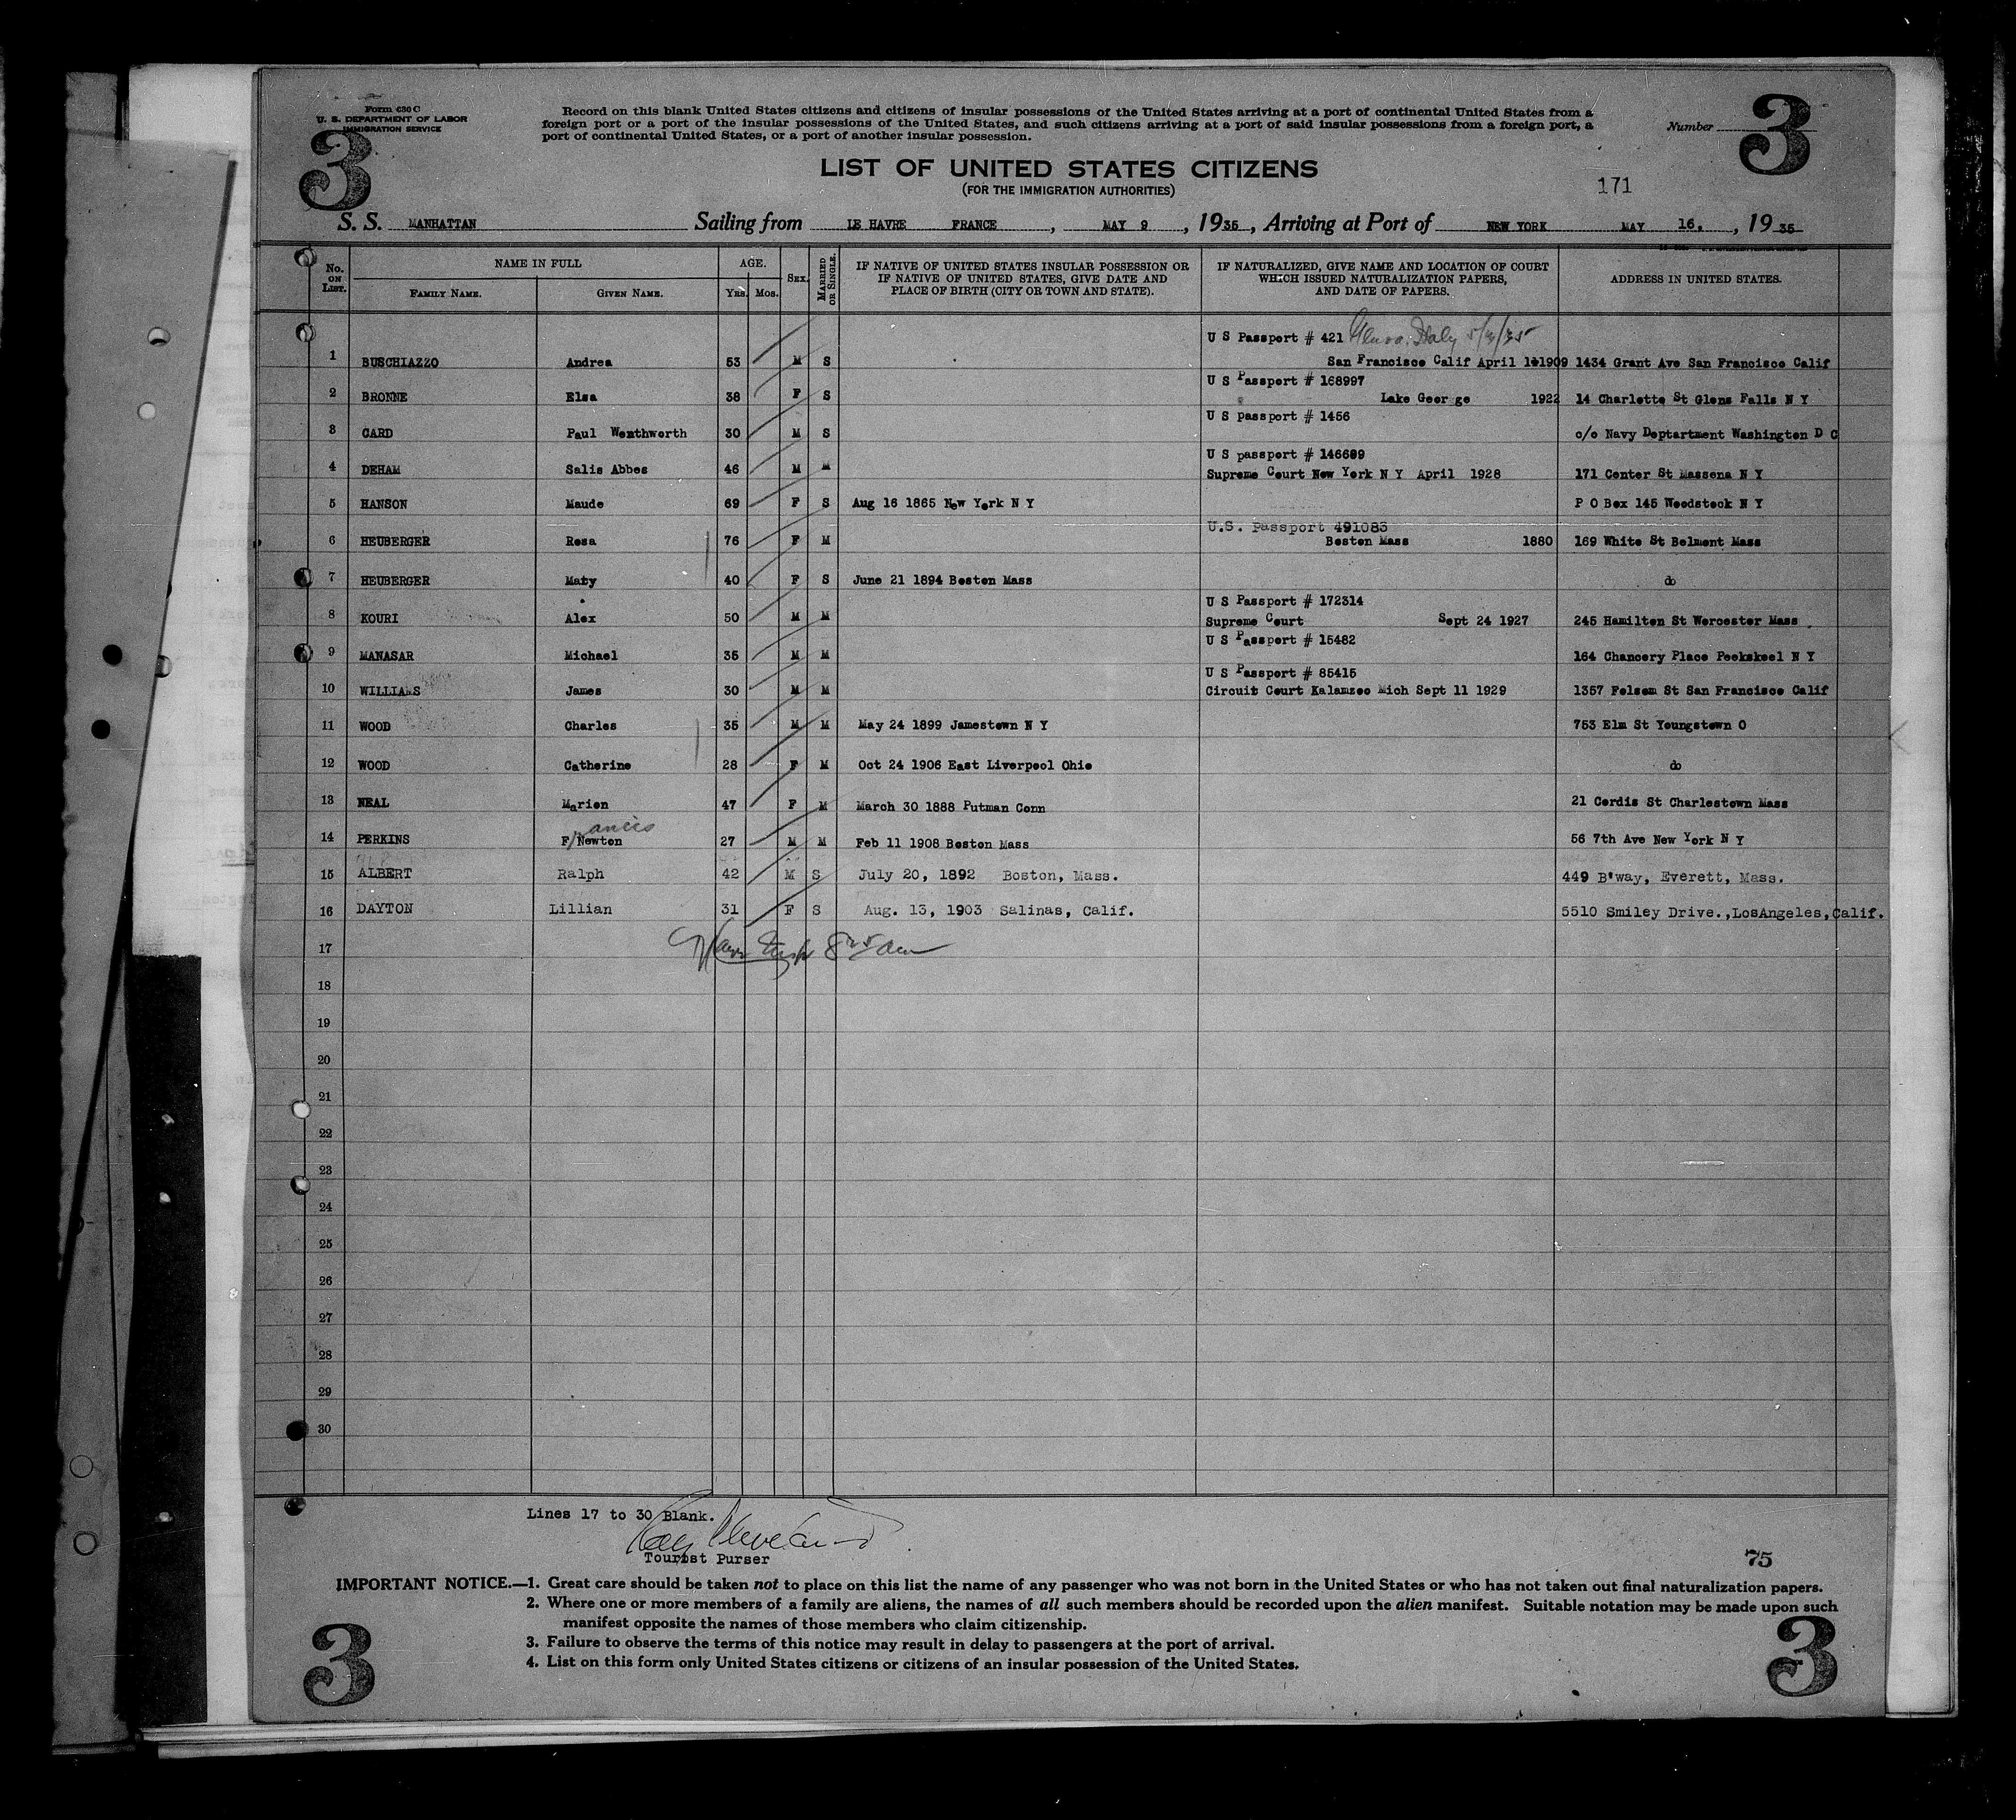 Form 630 C
U. S. DEPARTMENT OF LABOR
IMMIGRATION SERVICE
3
Record on this blank United States citizens and citizens of insular possessions of the United States arriving at a port of continental United States from a
foreign port or a port of the insular possessions of the United States, and such citizens arriving at a port of said insular possessions from a foreign port, a
port of continental United States, or a port of another insular possession.
Number 3
LIST OF UNITED STATES CITIZENS
(FOR THE IMMIGRATION AUTHORITIES)
171
S. S. MANHATTAN Sailing from LE HAVRE FRANCE, MAY 9, 1935, Arriving at Port of NEW YORK MAY 16, , 1935
No. ON LIST. NAME IN FULL FAMILY NAME. GIVEN NAME. AGE. YRS. MOS. SEX. MARRIED OR SINGLE. IF NATIVE OF UNITED STATES INSULAR POSSESSION OR IF NATIVE OF UNITED STATES, GIVE DATE AND PLACE OF BIRTH (CITY OR TOWN AND STATE). IF NATURALIZED, GIVE NAME AND LOCATION OF COURT WHICH ISSUED NATURALIZATION PAPERS, AND DATE OF PAPERS. ADDRESS IN UNITED STATES.
U S Passport # 421 Italy
1 BUSCHIAZZO Andrea 53 M S San Francisco Calif April 1909 1434 Grant Ave San Francisco Calif
U S Passport # 168997
2 BRONNE Elsa 38 F S Lake George 1922 14 Charlotte St Glens Falls N Y
U S passport # 1456
3 CARD Paul Wenthworth 30 M S c/o Navy Deptartment Washington D C
U S passport # 146609
4 DEHAM Salis Abbes 46 M M Supreme Court New York N Y April 1928 171 Center St Massena N Y
5 HANSON Maude 69 F S Aug 16 1865 New York N Y P O Box 145 Woodstock N Y
U.S. Passport 491083
6 HEUBERGER Rosa 76 F M Boston Mass 1880 169 White St Belmont Mass
7 HEUBERGER Mary 40 F S June 21 1894 Boston Mass do
U S Passport # 172314
8 KOURI Alex 50 M M Supreme Court Sept 24 1927 245 Hamilton St Worcester Mass
U S Passport # 15482
9 MANASAR Michael 35 M M 164 Chancery Place Peekskeel N Y
U S Passport # 85415
10 WILLIAMS James 30 M M Circuit Court Kalamzoo Mich Sept 11 1929 1357 Folsom St San Francisco Calif
11 WOOD Charles 35 M M May 24 1899 Jamestown N Y 753 Elm St Youngstown O
12 WOOD Catherine 28 F M Oct 24 1906 East Liverpool Ohio do
13 NEAL Marion 47 F M March 30 1888 Putman Conn 21 Cordis St Charlestown Mass
ancis
14 PERKINS F/Newton 27 M M Feb 11 1908 Boston Mass 56 7th Ave New York N Y
15 ALBERT Ralph 42 M S July 20, 1892 Boston, Mass. 449 B'way, Everett, Mass.
16 DAYTON Lillian 31 F S Aug. 13, 1903 Salinas, Calif. 5510 Smiley Drive.,LosAngeles,Calif.
17
18
19
20
21
22
23
24
25
26
27
28
29
30
Lines 17 to 30 Blank.
Tourist Purser
75
IMPORTANT NOTICE.—1. Great care should be taken not to place on this list the name of any passenger who was not born in the United States or who has not taken out final naturalization papers.
2. Where one or more members of a family are aliens, the names of all such members should be recorded upon the alien manifest. Suitable notation may be made upon such
manifest opposite the names of those members who claim citizenship.
3. Failure to observe the terms of this notice may result in delay to passengers at the port of arrival.
4. List on this form only United States citizens or citizens of an insular possession of the United States.
3 3